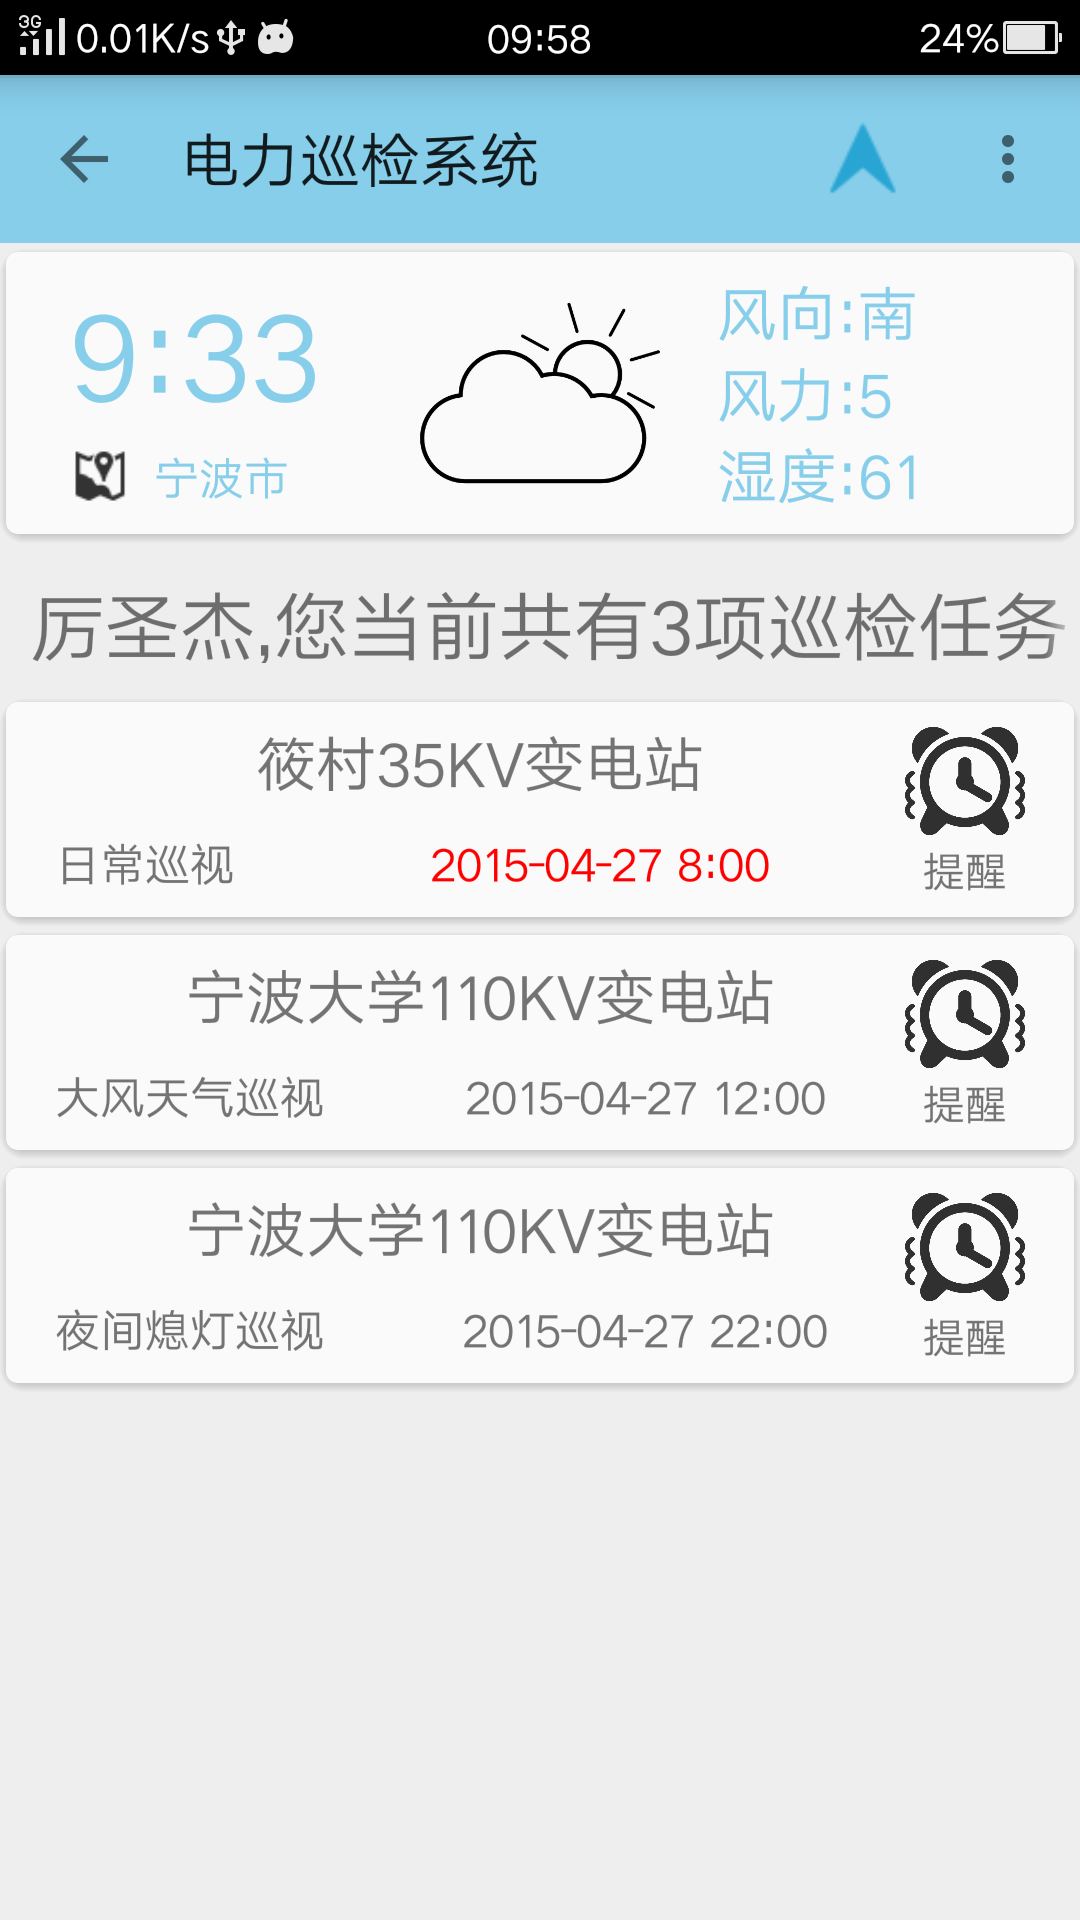 3G 0.01K/s 09:58 24%
电力巡检系统
9:33
宁波市
风向:南
风力:5
湿度:61
厉圣杰,您当前共有3项巡检任务
筱村35KV变电站
日常巡视 2015-04-27 8:00 提醒
宁波大学110KV变电站
大风天气巡视 2015-04-27 12:00 提醒
宁波大学110KV变电站
夜间熄灯巡视 2015-04-27 22:00 提醒